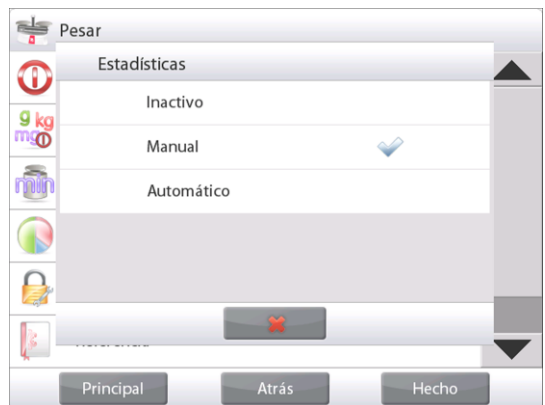 Pesar
Estadísticas
Inactivo
g kg
mg
Manual
min
Automático
Principal
Atrás
Hecho